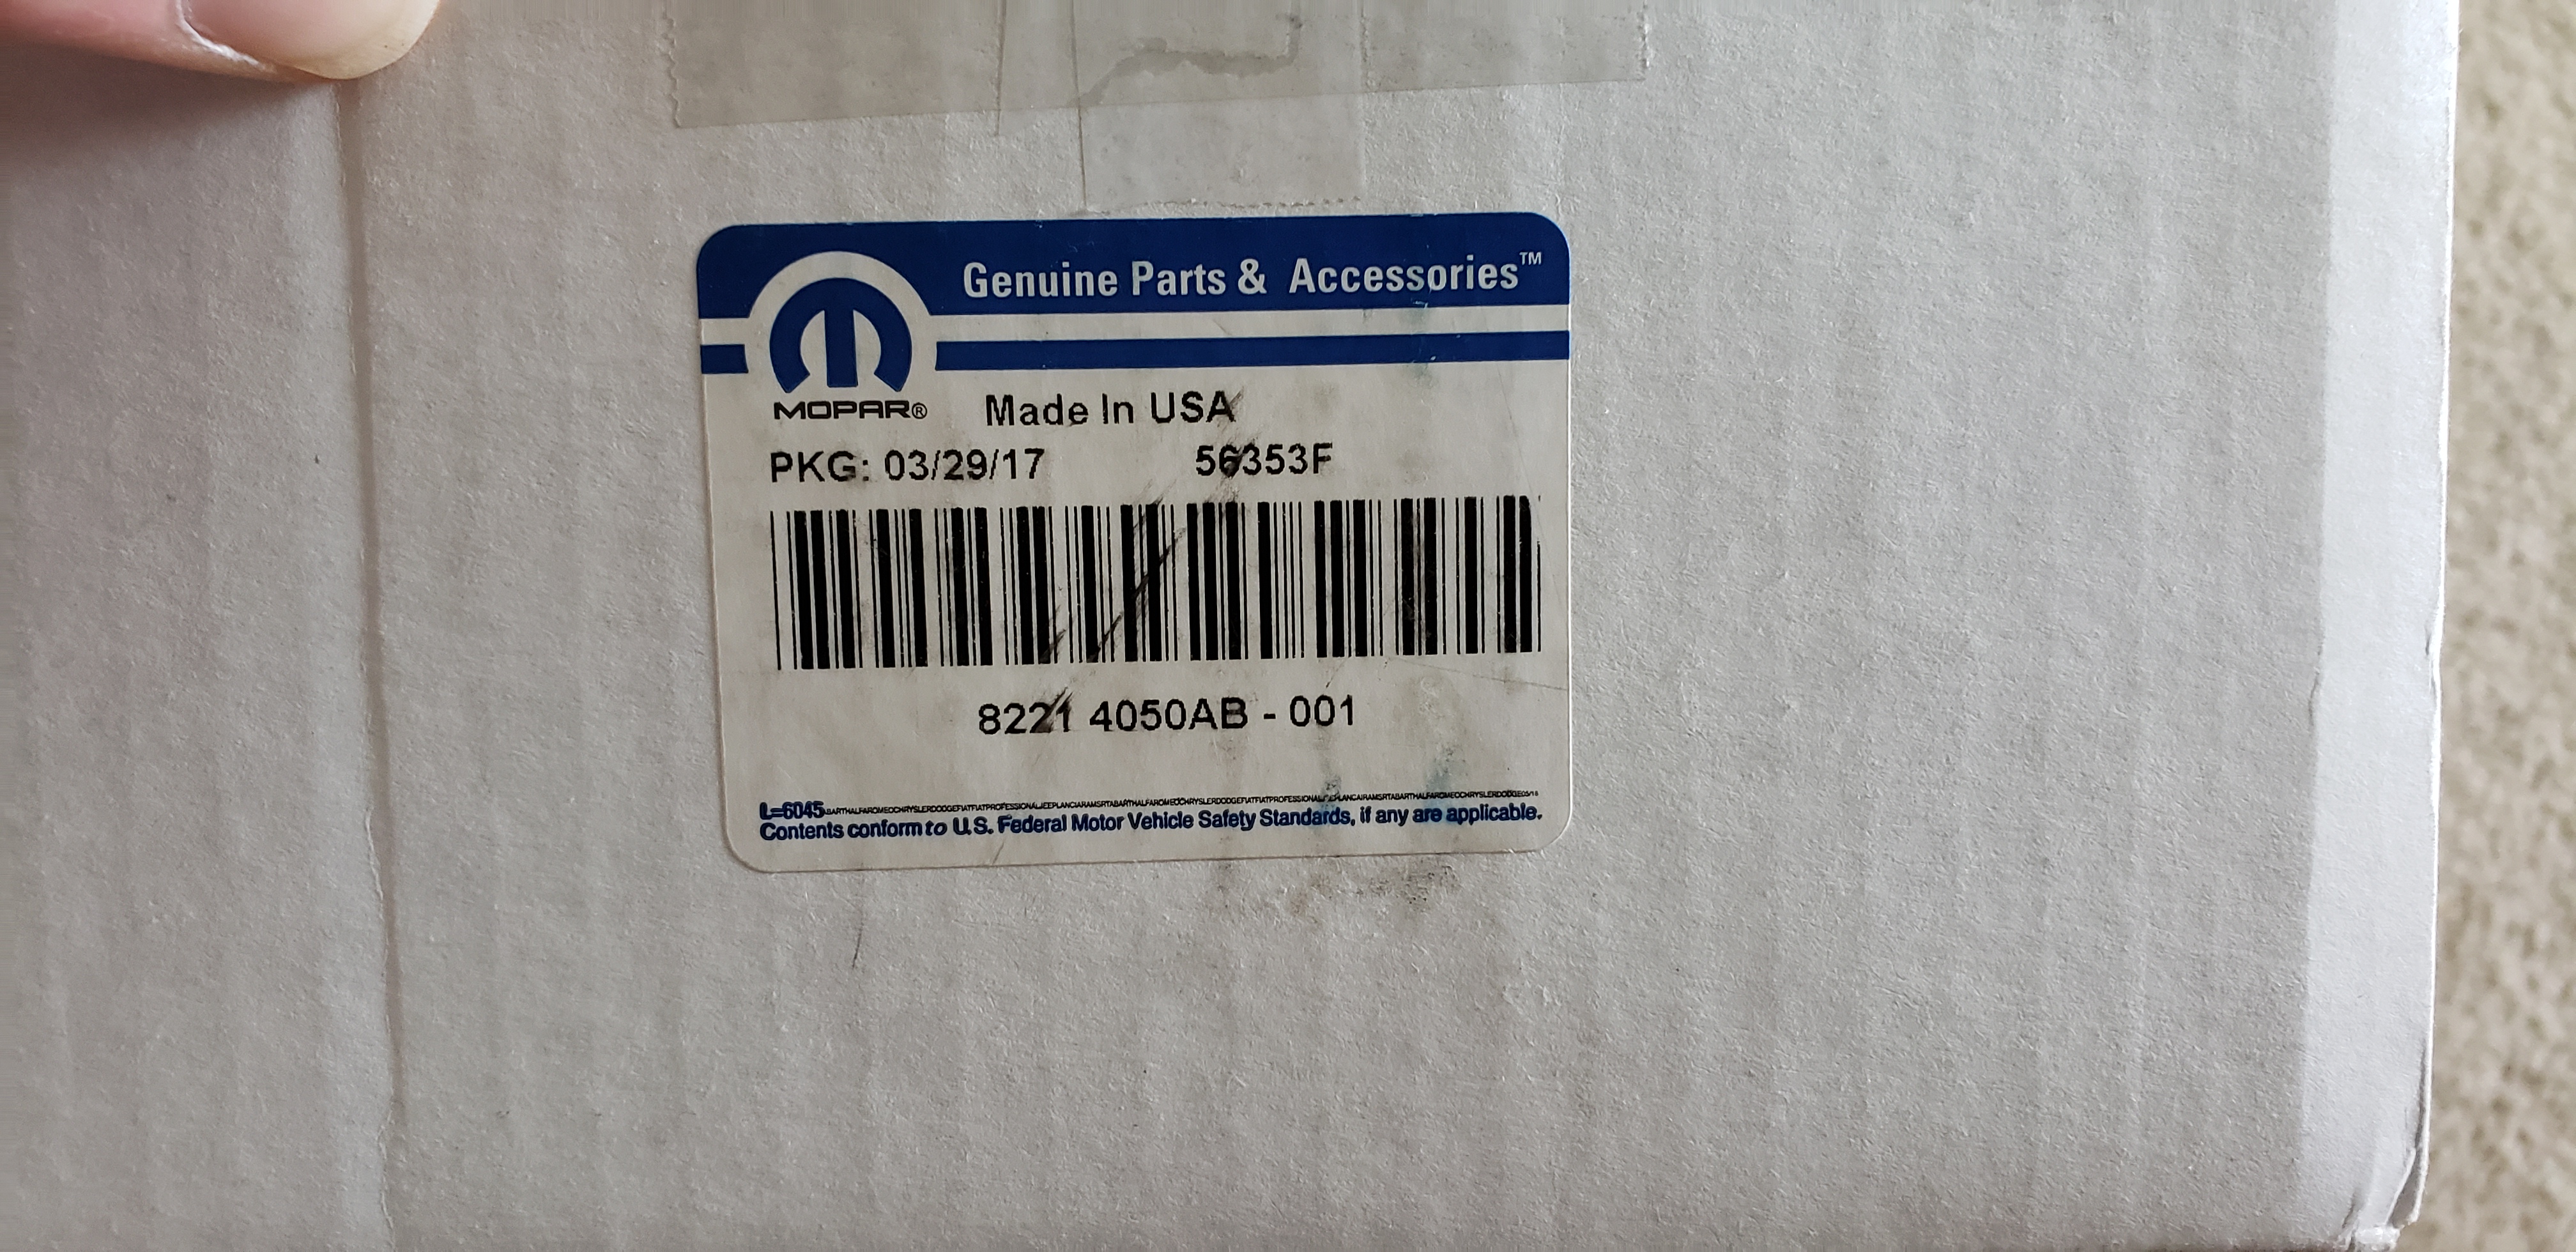 Genuine Parts & Accessories™
MOPAR® Made In USA
PKG: 03/29/17 56353F
8221 4050AB - 001
L=6045
Contents conform to U.S. Federal Motor Vehicle Safety Standards, if any are applicable.